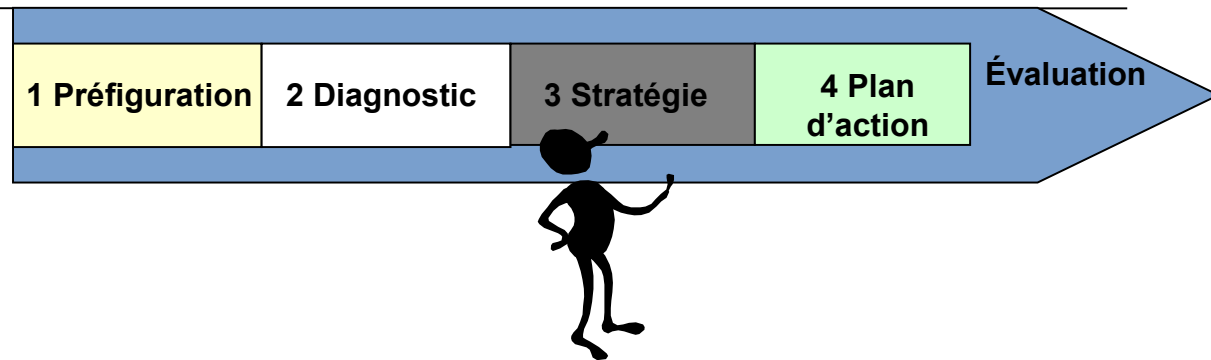 1 Préfiguration
2 Diagnostic
3 Stratégie
4 Plan
d’action
Évaluation